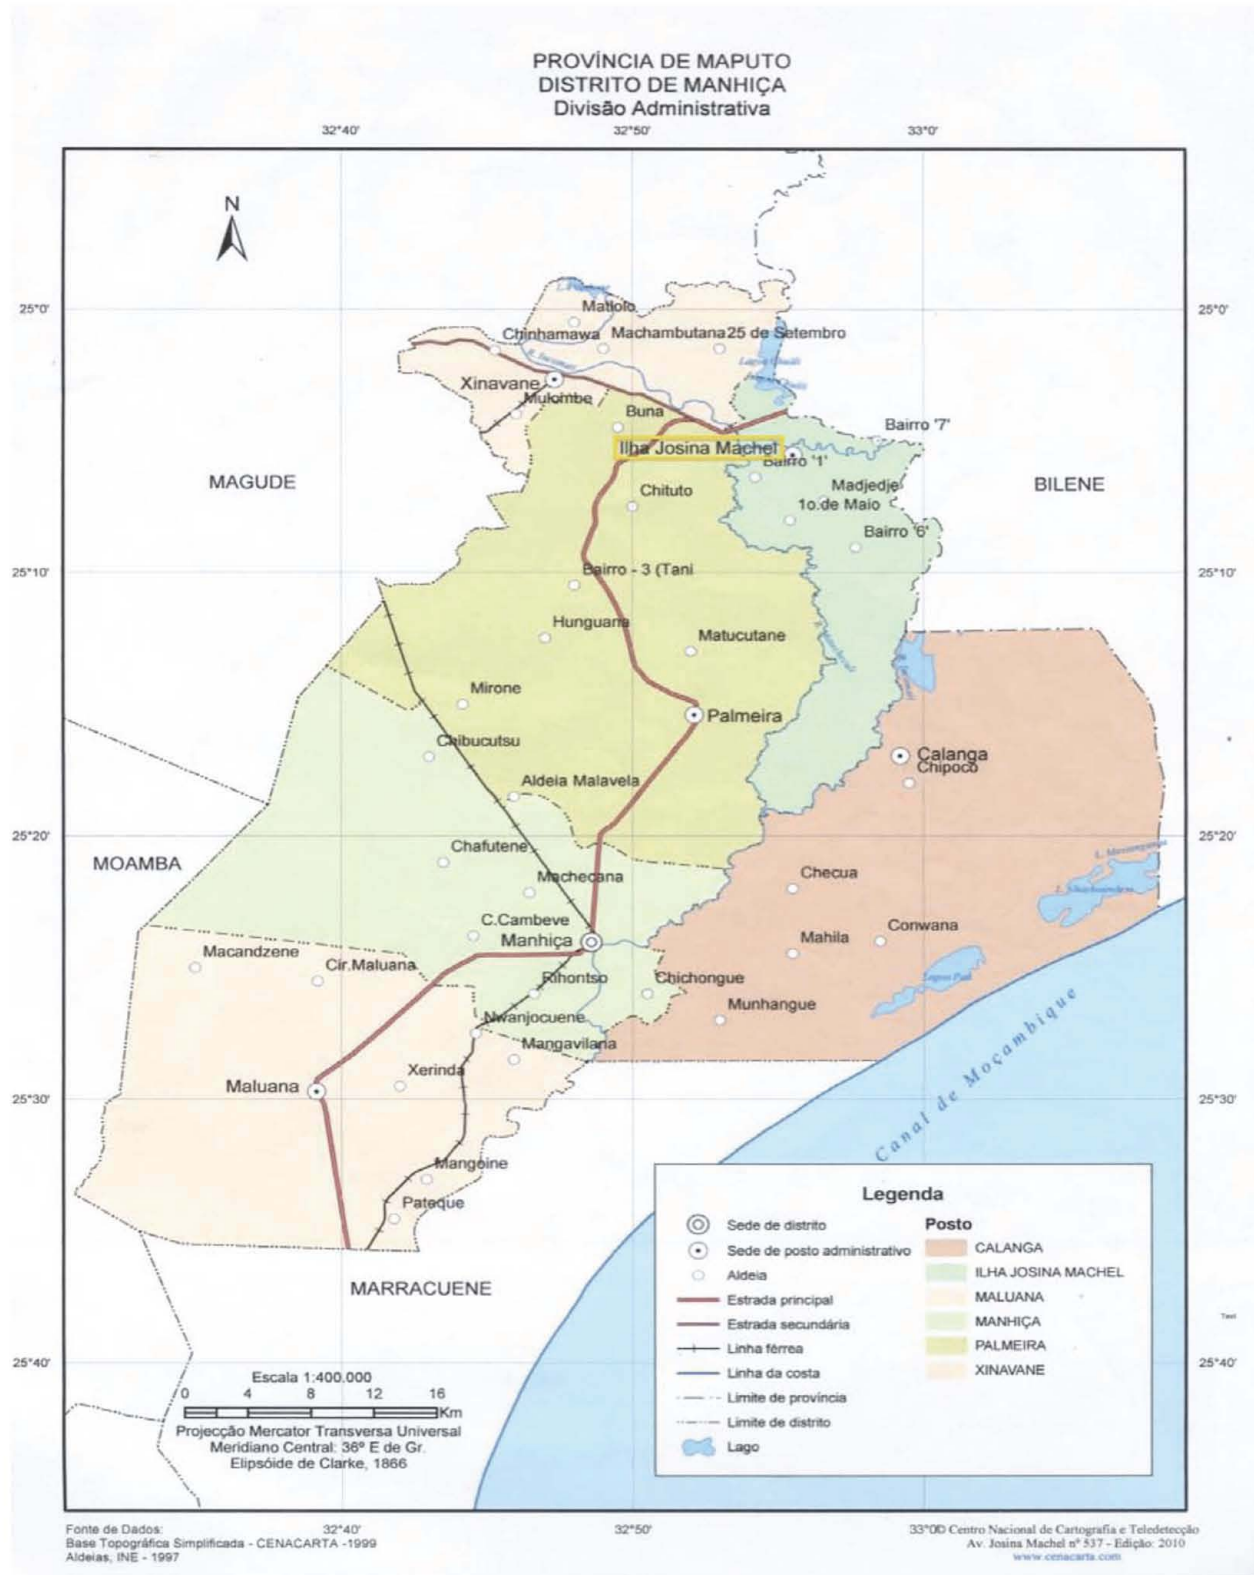 PROVÍNCIA DE MAPUTO
DISTRITO DE MANHIÇA
Divisão Administrativa
32°40' 32°50' 33°0'
N
25°0' 25°0'
Matiolo
Chinhamawa Machambutana 25 de Setembro
Xinavane
Mulombe
Buna
Bairro '7'
Ilha Josina Machel
Bairro '1'
MAGUDE
BILENE
Chituto
Madjedje
1o.de Maio
Bairro '6'
25°10' 25°10'
Bairro - 3 (Tani
Hunguana
Matucutane
Mirone
Palmeira
Chibucutsu
Calanga
Chipoco
Aldeia Malavela
25°20' 25°20'
MOAMBA
Chafutene
Machecana
Checua
C.Cambeve
Conwana
Manhiça
Mahila
Macandzene
Cir.Maluana
Rihontso
Chichongue
Lagoa Pati
Munhangue
Nwanjocuene
Mangavilana
Xerinda
Maluana
25°30' 25°30'
Canal de Moçambique
Mangoine
Pateque
MARRACUENE
Legenda
Sede de distrito
Sede de posto administrativo
Aldeia
Estrada principal
Estrada secundária
Linha férrea
Linha da costa
Limite de província
Limite de distrito
Lago
Posto
CALANGA
ILHA JOSINA MACHEL
MALUANA
MANHIÇA
PALMEIRA
XINAVANE
25°40' 25°40'
Escala 1:400.000
0 4 8 12 16
Km
Projecção Mercator Transversa Universal
Meridiano Central: 36º E de Gr.
Elipsóide de Clarke, 1866
32°40' 32°50' 33°0'
Fonte de Dados:
Base Topográfica Simplificada - CENACARTA -1999
Aldeias, INE - 1997
© Centro Nacional de Cartografia e Teledetecção
Av. Josina Machel nº 537 - Edição: 2010
www.cenacarta.com